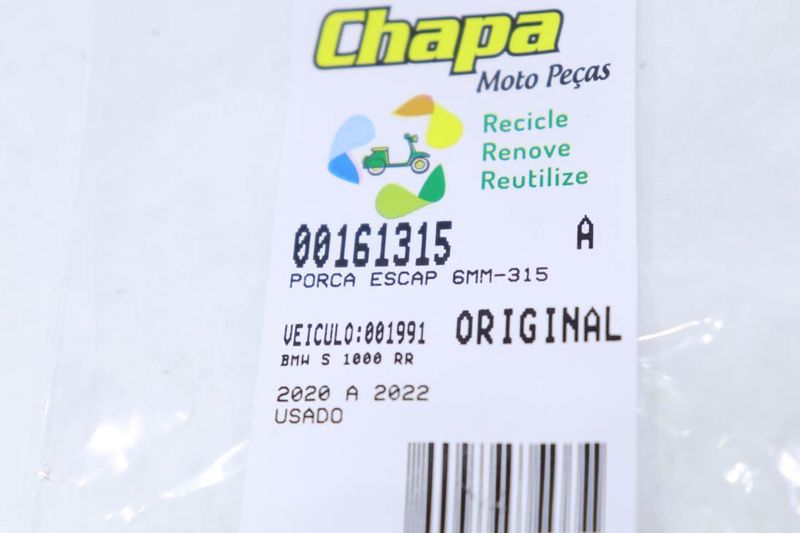 Chapa
Moto Peças
Recicle
Renove
Reutilize
00161315 A
PORCA ESCAP 6MM-315
VEICULO:001991 ORIGINAL
BMW S 1000 RR
2020 A 2022
USADO